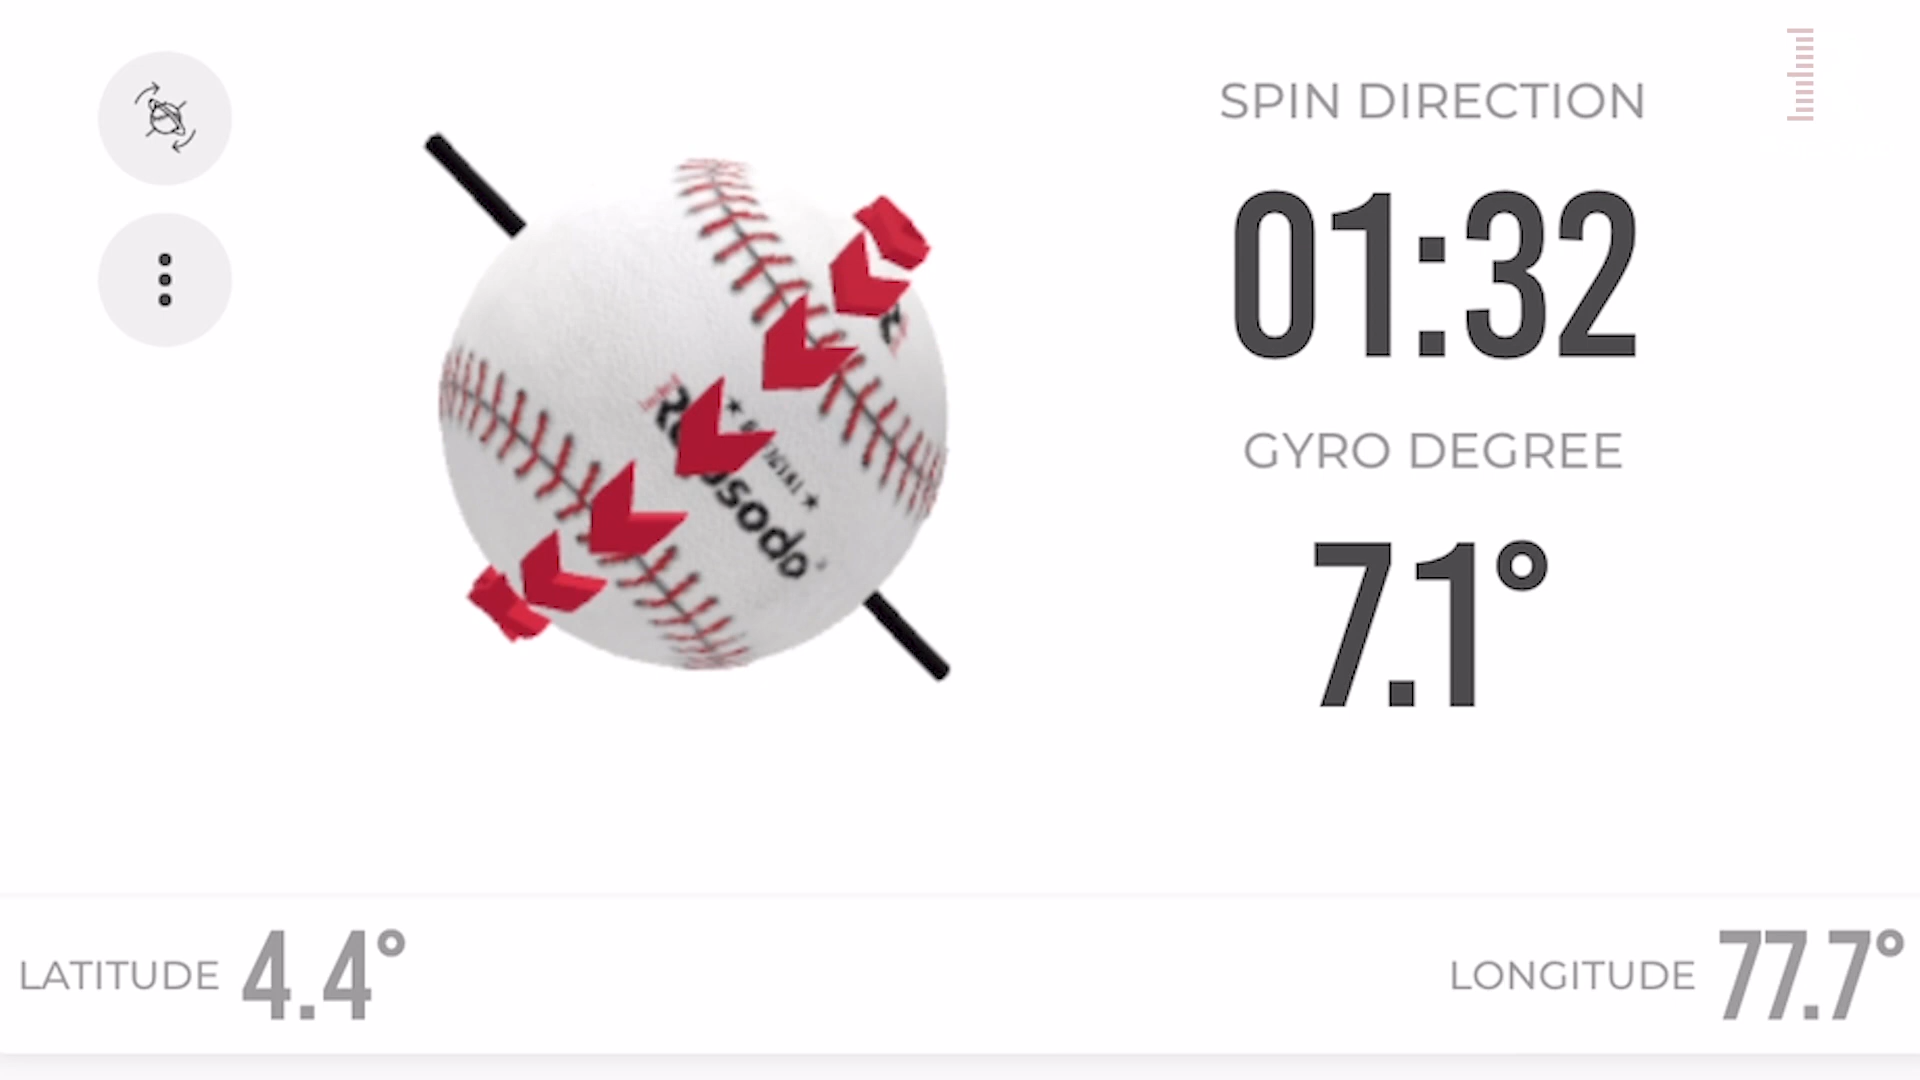 SPIN DIRECTION
01:32
GYRO DEGREE
7.1°
LATITUDE 4.4°
LONGITUDE 77.7°